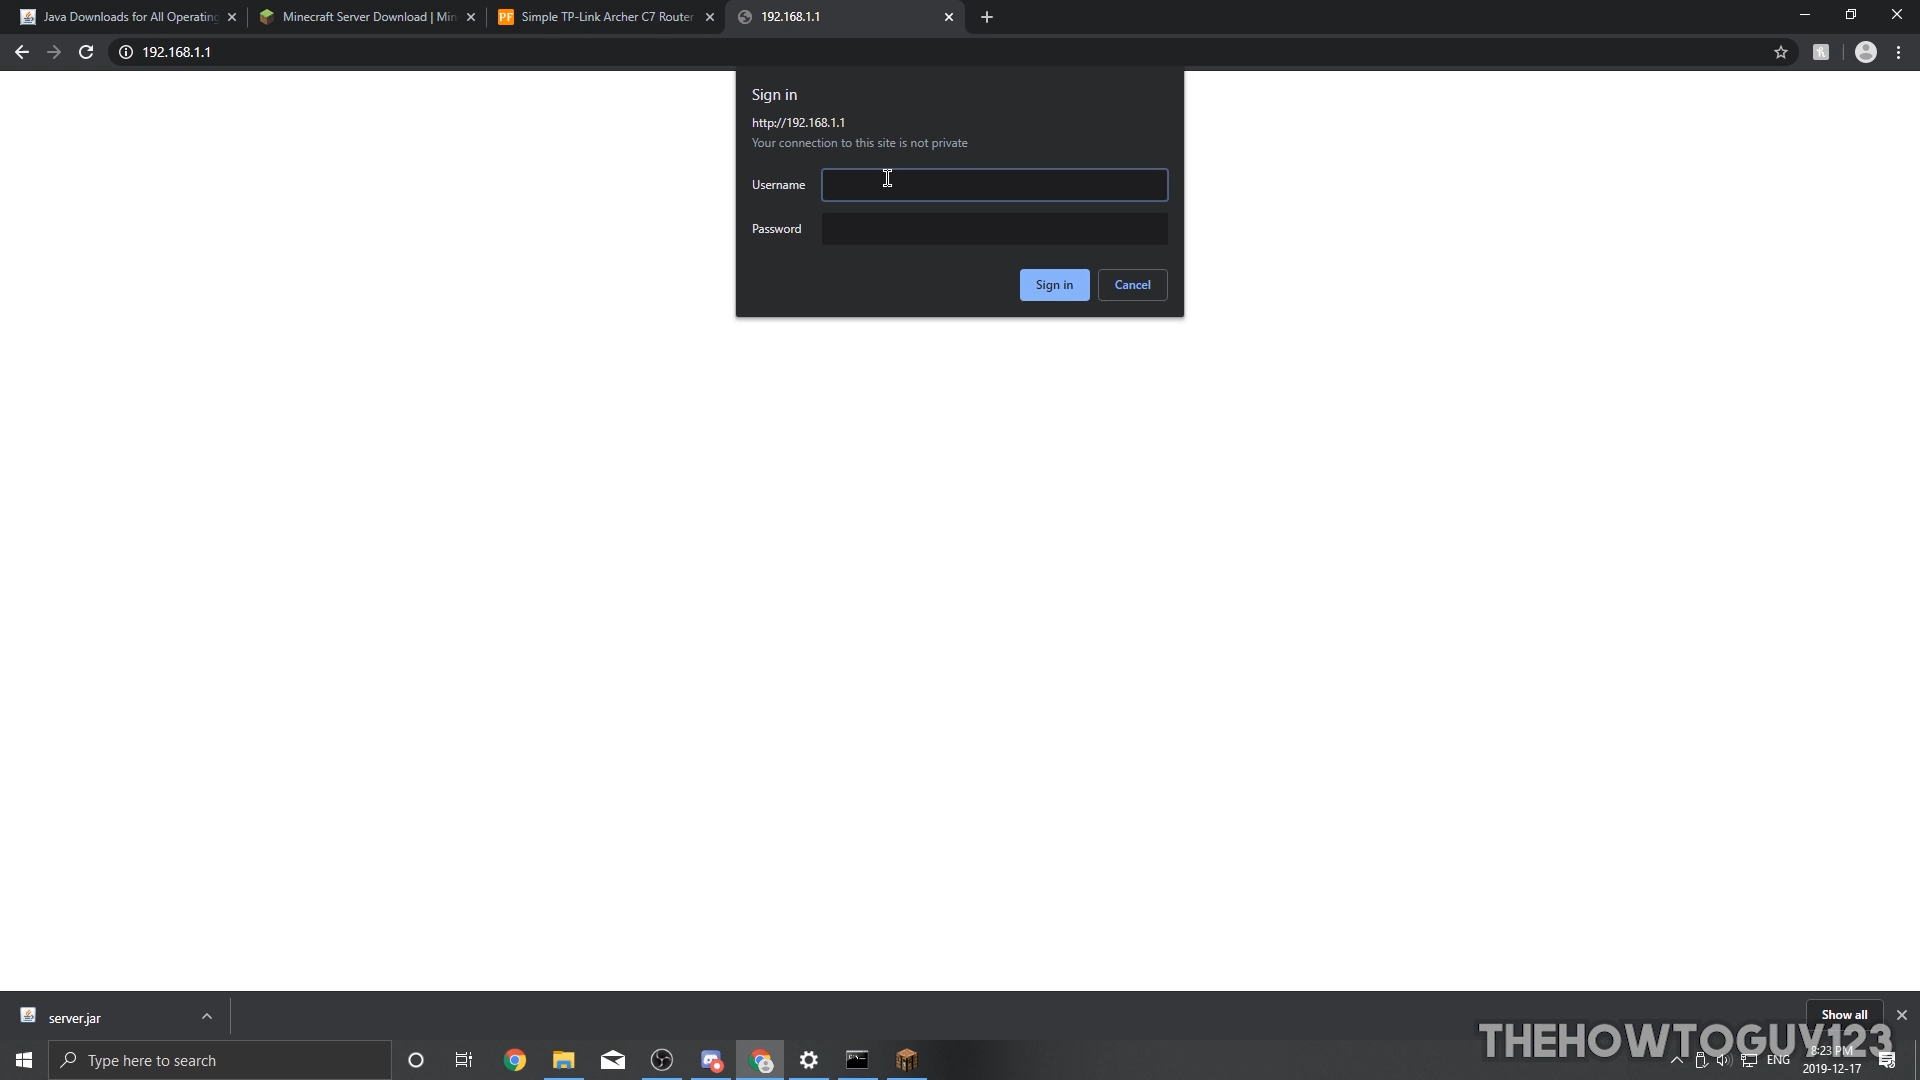 Java Downloads for All Operating
Minecraft Server Download | Min
PF Simple TP-Link Archer C7 Router
192.168.1.1
192.168.1.1
Sign in
http://192.168.1.1
Your connection to this site is not private
Username
Password
Sign in
Cancel
server.jar
Show all
THEHOWTOGUY123
Type here to search
ENG
8:23 PM
2019-12-17